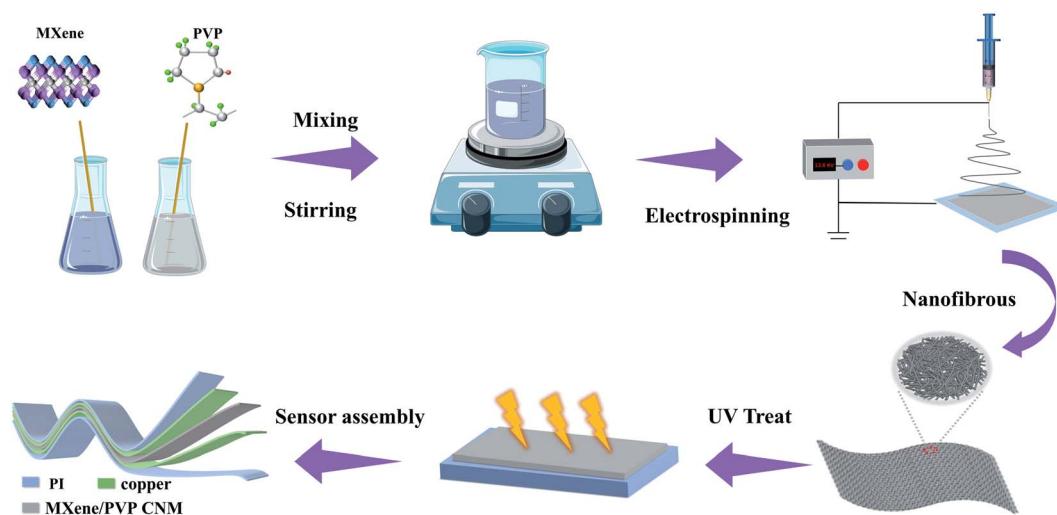 MXene
PVP
Mixing
Stirring
Electrospinning
Nanofibrous
UV Treat
Sensor assembly
PI
copper
MXene/PVP CNM